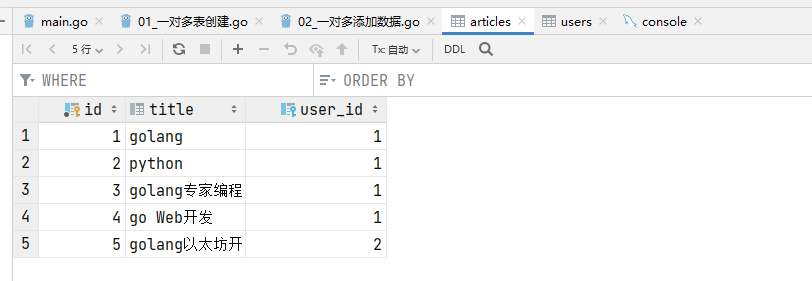 main.go 01_一对多表创建.go 02_一对多添加数据.go articles users console
5 行 Tx: 自动 DDL
WHERE ORDER BY
id title user_id
1 1 golang 1
2 2 python 1
3 3 golang专家编程 1
4 4 go Web开发 1
5 5 golang以太坊开 2